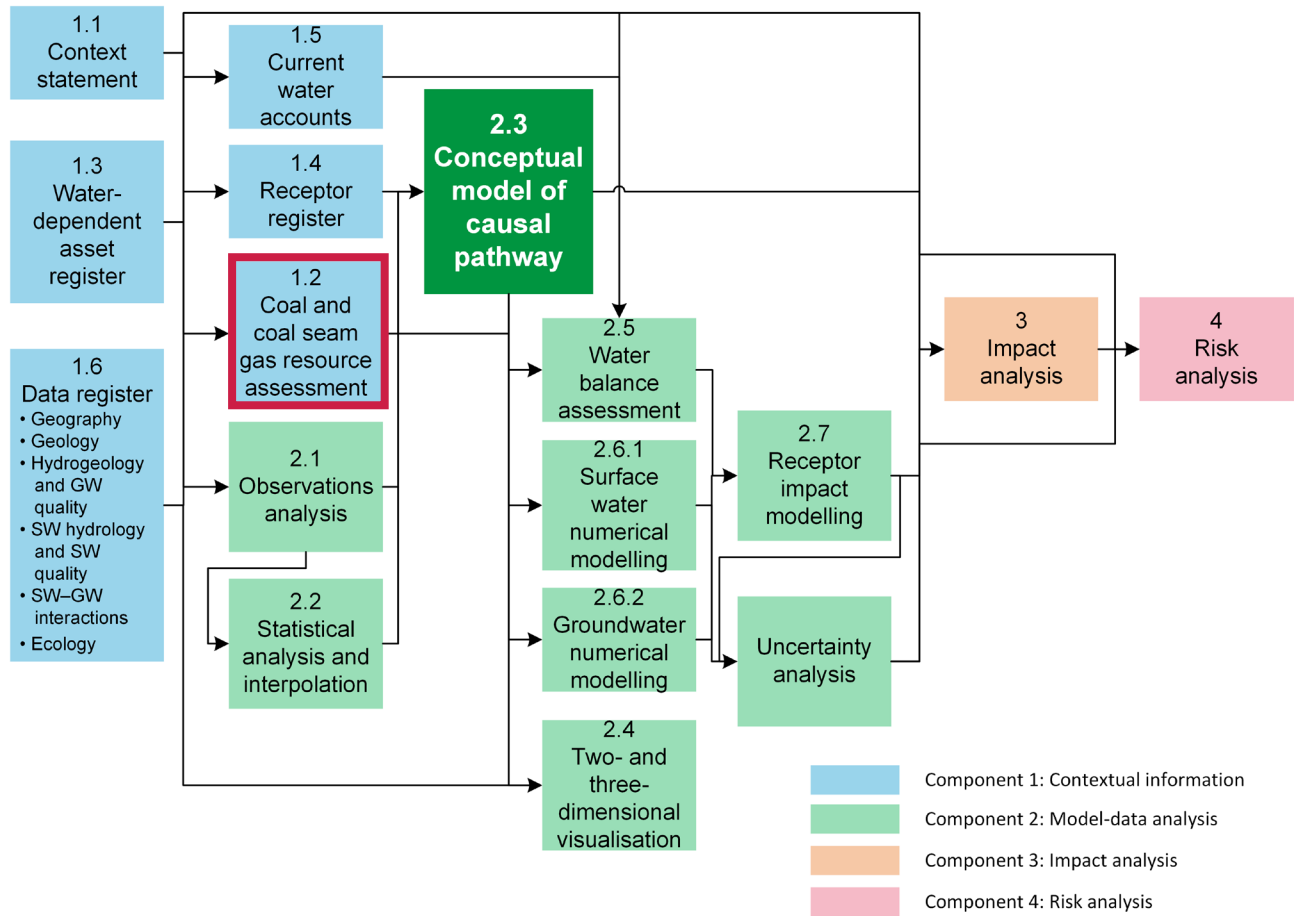 1.1
Context
statement
1.3
Water-
dependent
asset
register
1.6
Data register
• Geography
• Geology
• Hydrogeology
and GW
quality
• SW hydrology
and SW
quality
• SW–GW
interactions
• Ecology
1.5
Current
water
accounts
1.4
Receptor
register
1.2
Coal and
coal seam
gas resource
assessment
2.1
Observations
analysis
2.2
Statistical
analysis and
interpolation
2.3
Conceptual
model of
causal
pathway
2.5
Water
balance
assessment
2.6.1
Surface
water
numerical
modelling
2.6.2
Groundwater
numerical
modelling
2.4
Two- and
three-
dimensional
visualisation
2.7
Receptor
impact
modelling
Uncertainty
analysis
3
Impact
analysis
4
Risk
analysis
Component 1: Contextual information
Component 2: Model-data analysis
Component 3: Impact analysis
Component 4: Risk analysis